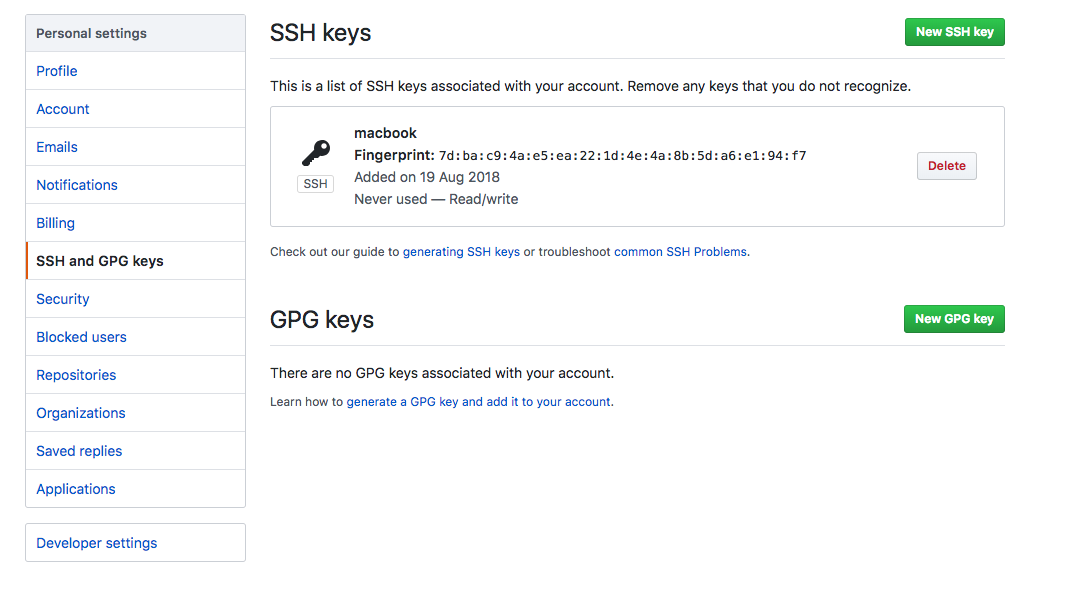 Personal settings
Profile
Account
Emails
Notifications
Billing
SSH and GPG keys
Security
Blocked users
Repositories
Organizations
Saved replies
Applications
Developer settings
SSH keys
New SSH key
This is a list of SSH keys associated with your account. Remove any keys that you do not recognize.
macbook
Fingerprint: 7d:ba:c9:4a:e5:ea:22:1d:4e:4a:8b:5d:a6:e1:94:f7
SSH
Added on 19 Aug 2018
Never used — Read/write
Delete
Check out our guide to generating SSH keys or troubleshoot common SSH Problems.
GPG keys
New GPG key
There are no GPG keys associated with your account.
Learn how to generate a GPG key and add it to your account.